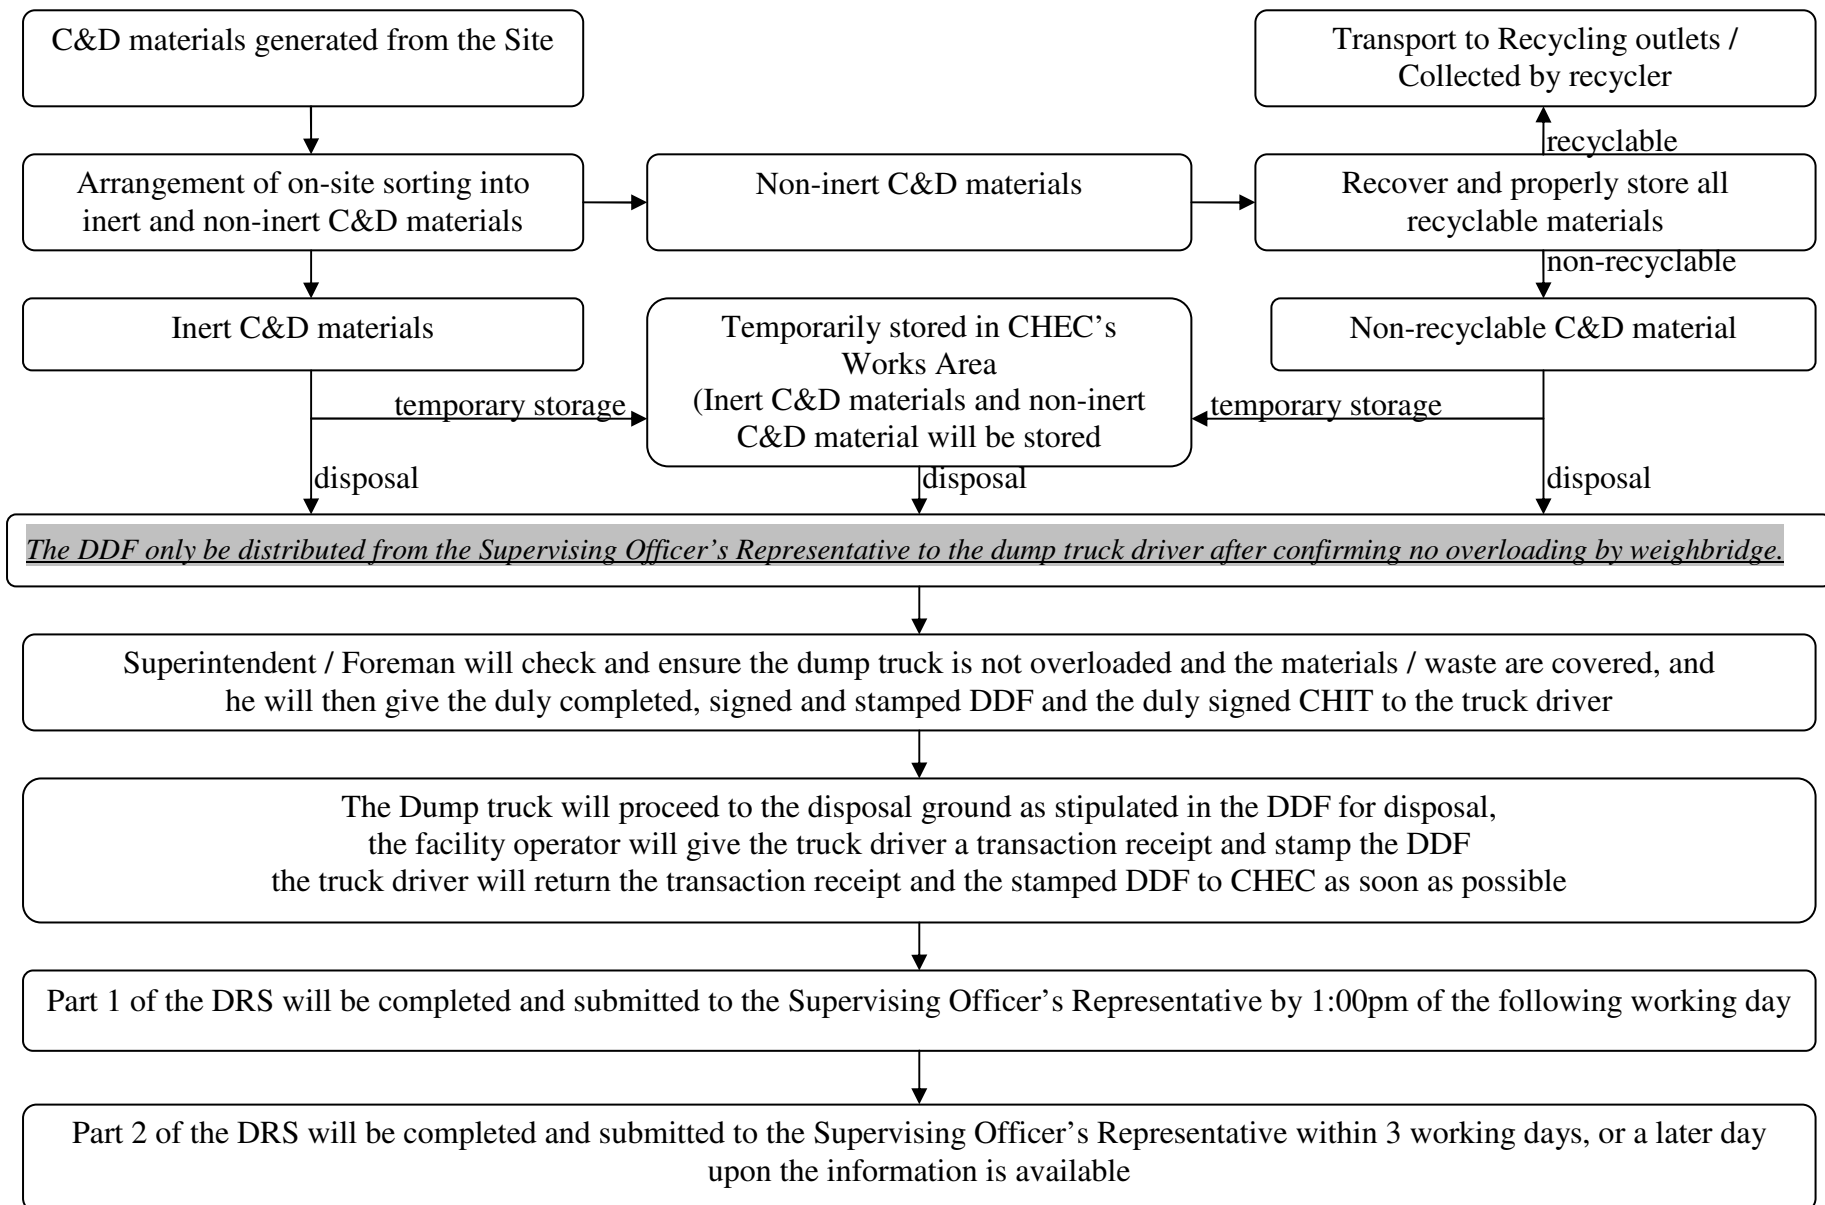 C&D materials generated from the Site
Transport to Recycling outlets /
Collected by recycler
recyclable
Arrangement of on-site sorting into
inert and non-inert C&D materials
Non-inert C&D materials
Recover and properly store all
recyclable materials
non-recyclable
Inert C&D materials
Temporarily stored in CHEC’s
Works Area
(Inert C&D materials and non-inert
C&D material will be stored
Non-recyclable C&D material
temporary storage
temporary storage
disposal
disposal
disposal
The DDF only be distributed from the Supervising Officer’s Representative to the dump truck driver after confirming no overloading by weighbridge.
Superintendent / Foreman will check and ensure the dump truck is not overloaded and the materials / waste are covered, and
he will then give the duly completed, signed and stamped DDF and the duly signed CHIT to the truck driver
The Dump truck will proceed to the disposal ground as stipulated in the DDF for disposal,
the facility operator will give the truck driver a transaction receipt and stamp the DDF
the truck driver will return the transaction receipt and the stamped DDF to CHEC as soon as possible
Part 1 of the DRS will be completed and submitted to the Supervising Officer’s Representative by 1:00pm of the following working day
Part 2 of the DRS will be completed and submitted to the Supervising Officer’s Representative within 3 working days, or a later day
upon the information is available